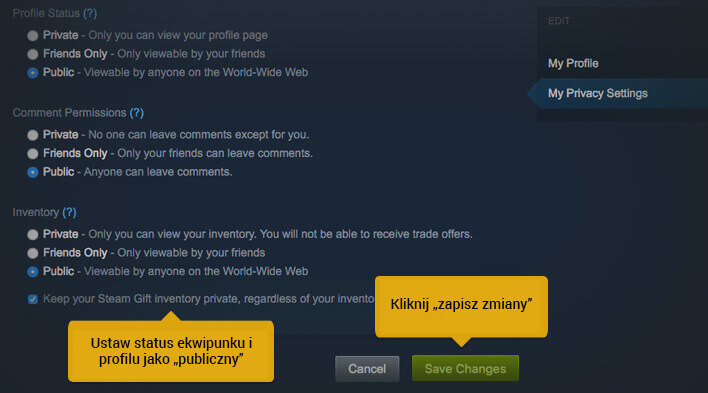 Profile Status (?)
Private - Only you can view your profile page
Friends Only - Only viewable by your friends
Public - Viewable by anyone on the World-Wide Web
Comment Permissions (?)
Private - No one can leave comments except for you.
Friends Only - Only your friends can leave comments.
Public - Anyone can leave comments.
Inventory (?)
Private - Only you can view your inventory. You will not be able to receive trade offers.
Friends Only - Only viewable by your friends
Public - Viewable by anyone on the World-Wide Web
Keep your Steam Gift inventory private, regardless of your invento
Ustaw status ekwipunku i
profilu jako „publiczny”
Kliknij „zapisz zmiany”
Cancel
Save Changes
EDIT
My Profile
My Privacy Settings